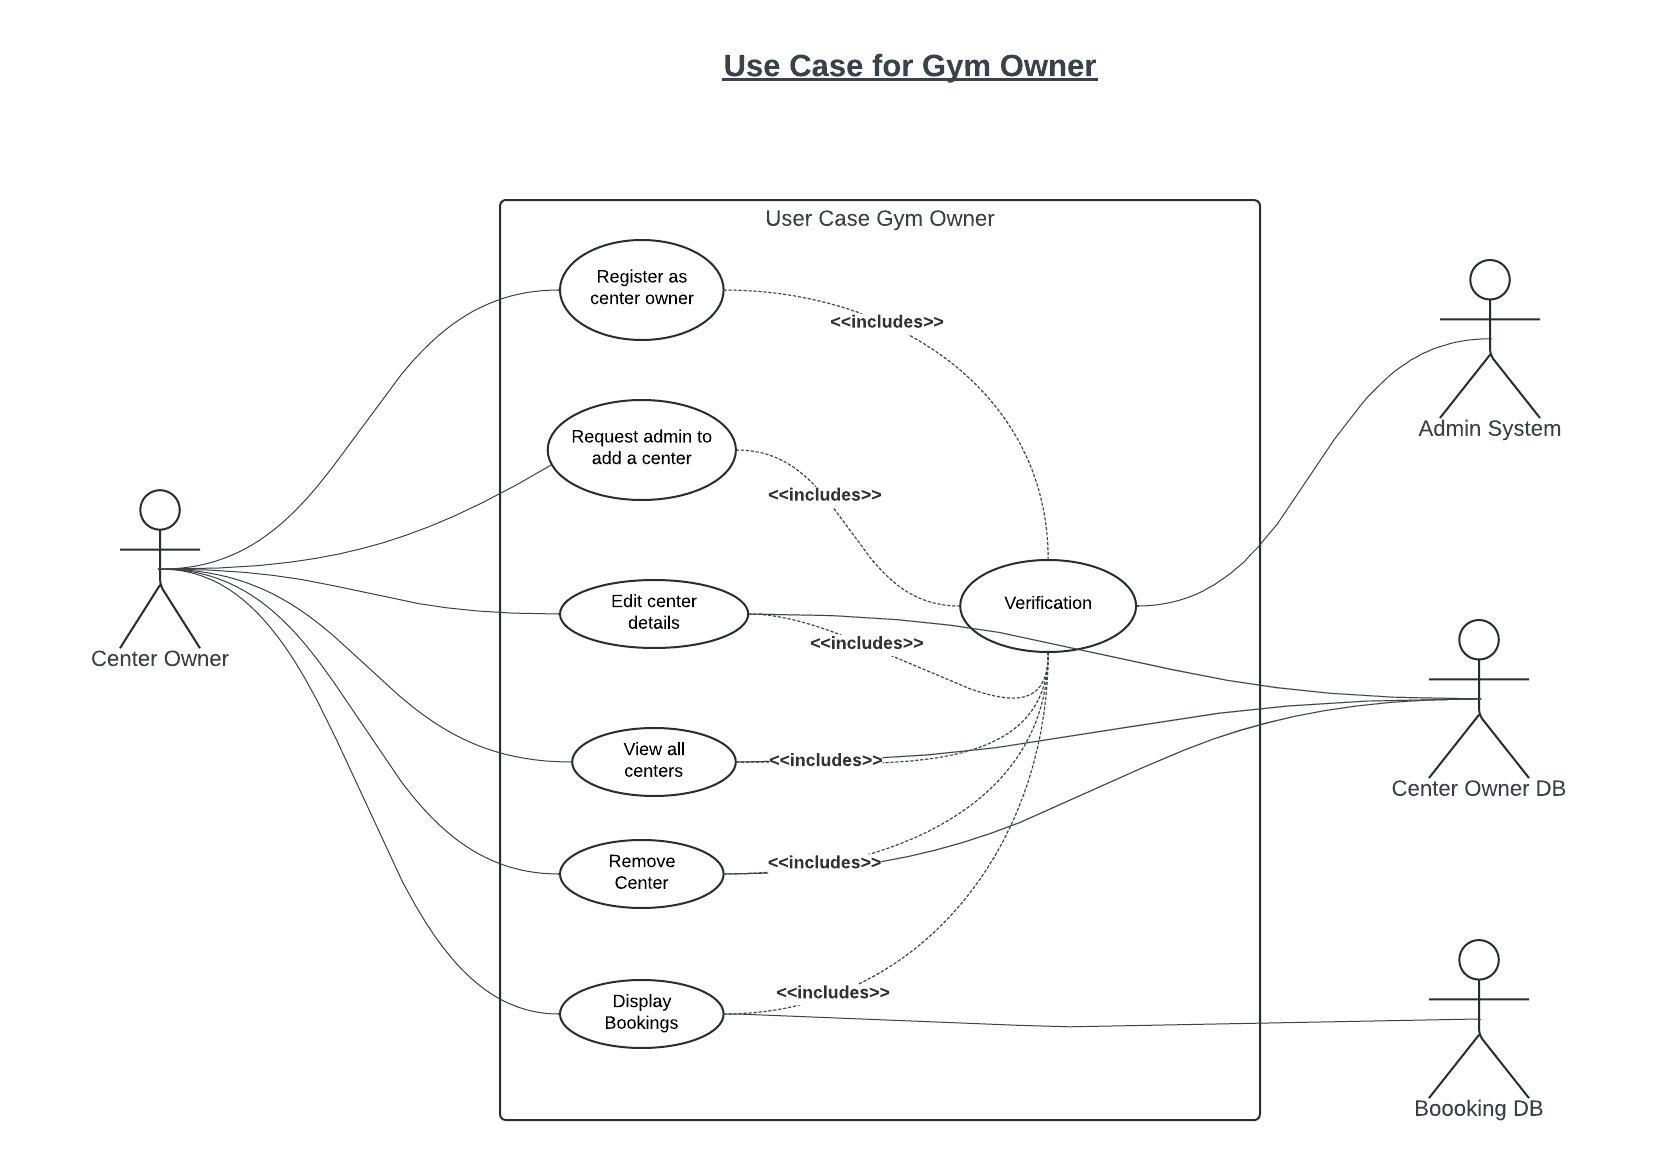 Use Case for Gym Owner
User Case Gym Owner
Register as
center owner
<<includes>>
Admin System
Request admin to
add a center
<<includes>>
Center Owner
Edit center
details
Verification
<<includes>>
View all
centers
<<includes>>
Center Owner DB
Remove
Center
<<includes>>
Display
Bookings
<<includes>>
Boooking DB